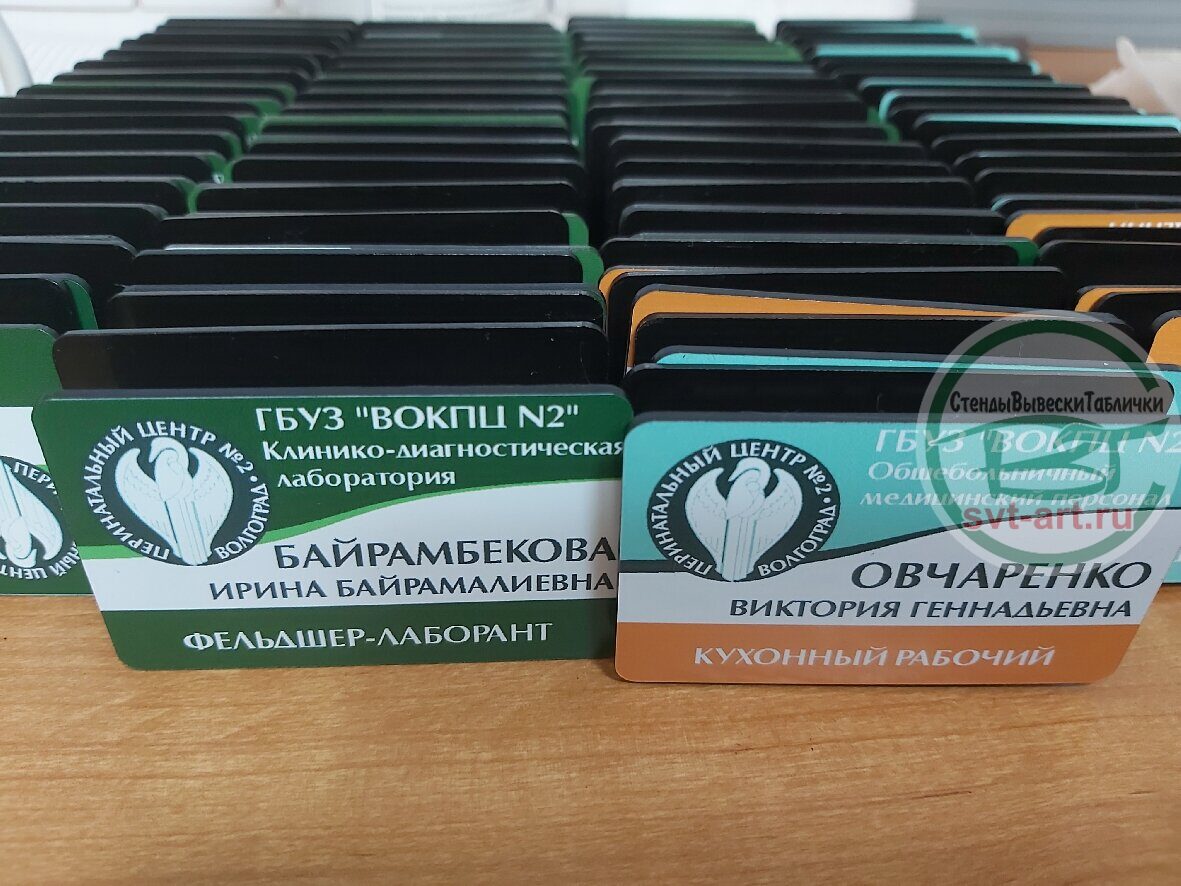 ГБУЗ "ВОКПЦ N2"
Клинико-диагностическая
лаборатория
ПЕРИНАТАЛЬНЫЙ ЦЕНТР №2 • ВОЛГОГРАД •
БАЙРАМБЕКОВА
ИРИНА БАЙРАМАЛИЕВНА
ФЕЛЬДШЕР-ЛАБОРАНТ
СтендыВывескиТаблички
ГБУЗ "ВОКПЦ N2
Общебольничный
медицинский персонал
svt-art.ru
ПЕРИНАТАЛЬНЫЙ ЦЕНТР №2 • ВОЛГОГРАД •
ОВЧАРЕНКО
ВИКТОРИЯ ГЕННАДЬЕВНА
КУХОННЫЙ РАБОЧИЙ